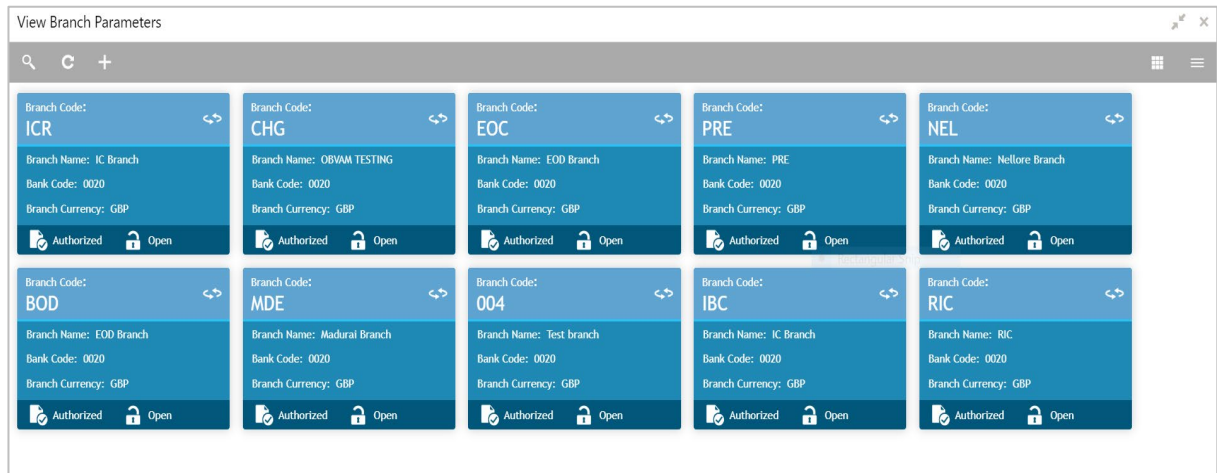 View Branch Parameters
Branch Code:
ICR
Branch Name: IC Branch
Bank Code: 0020
Branch Currency: GBP
Authorized Open
Branch Code:
CHG
Branch Name: OBVAM TESTING
Bank Code: 0020
Branch Currency: GBP
Authorized Open
Branch Code:
EOC
Branch Name: EOD Branch
Bank Code: 0020
Branch Currency: GBP
Authorized Open
Branch Code:
PRE
Branch Name: PRE
Bank Code: 0020
Branch Currency: GBP
Authorized Open
Branch Code:
NEL
Branch Name: Nellore Branch
Bank Code: 0020
Branch Currency: GBP
Authorized Open
Rectangular Snip
Branch Code:
BOD
Branch Name: EOD Branch
Bank Code: 0020
Branch Currency: GBP
Authorized Open
Branch Code:
MDE
Branch Name: Madurai Branch
Bank Code: 0020
Branch Currency: GBP
Authorized Open
Branch Code:
004
Branch Name: Test branch
Bank Code: 0020
Branch Currency: GBP
Authorized Open
Branch Code:
IBC
Branch Name: IC Branch
Bank Code: 0020
Branch Currency: GBP
Authorized Open
Branch Code:
RIC
Branch Name: RIC
Bank Code: 0020
Branch Currency: GBP
Authorized Open